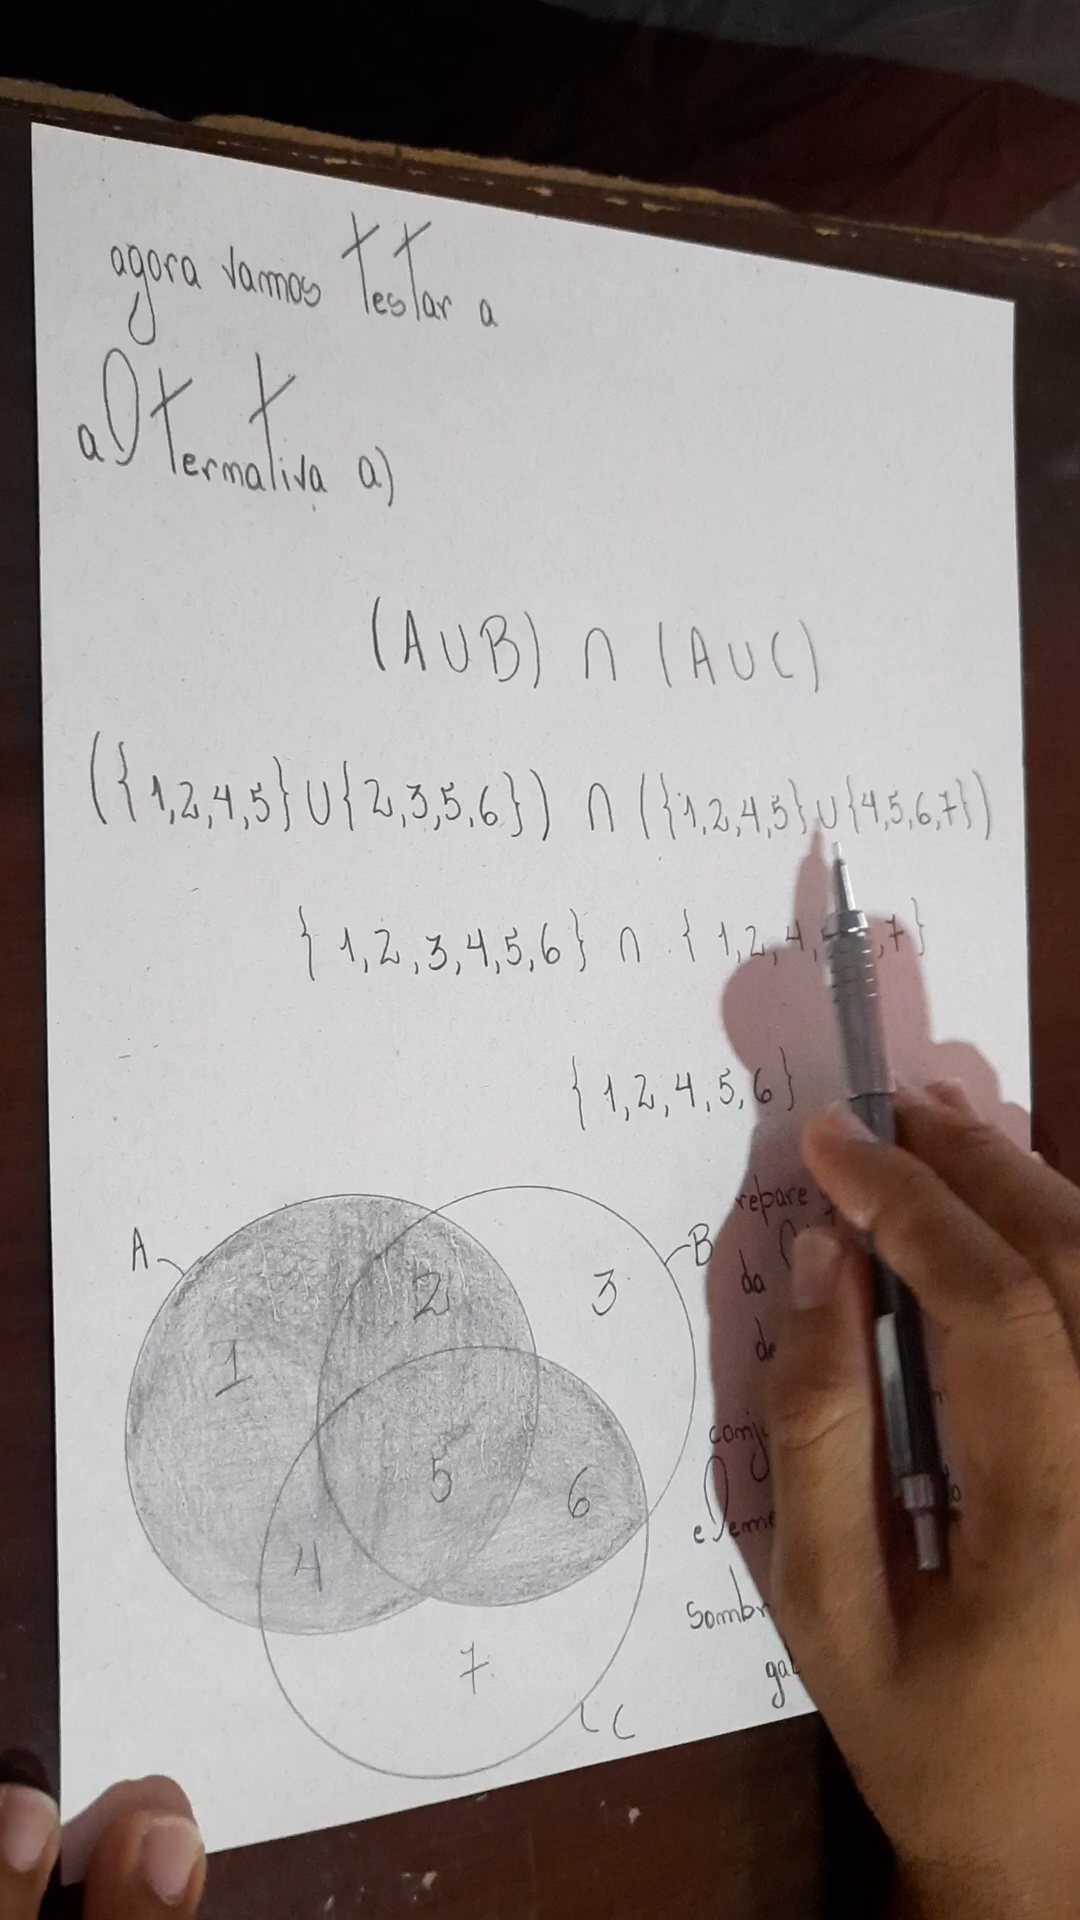 agora vamos testar a
alternativa a)
(A∪B) ∩ (A∪C)
({1,2,4,5}∪{2,3,5,6}) ∩ ({1,2,4,5}∪{4,5,6,7})
{1,2,3,4,5,6} ∩ {1,2,4, ,7}
{1,2,4,5,6}
repare
A
B
2
3
da
1
de
5
6
4
7
C